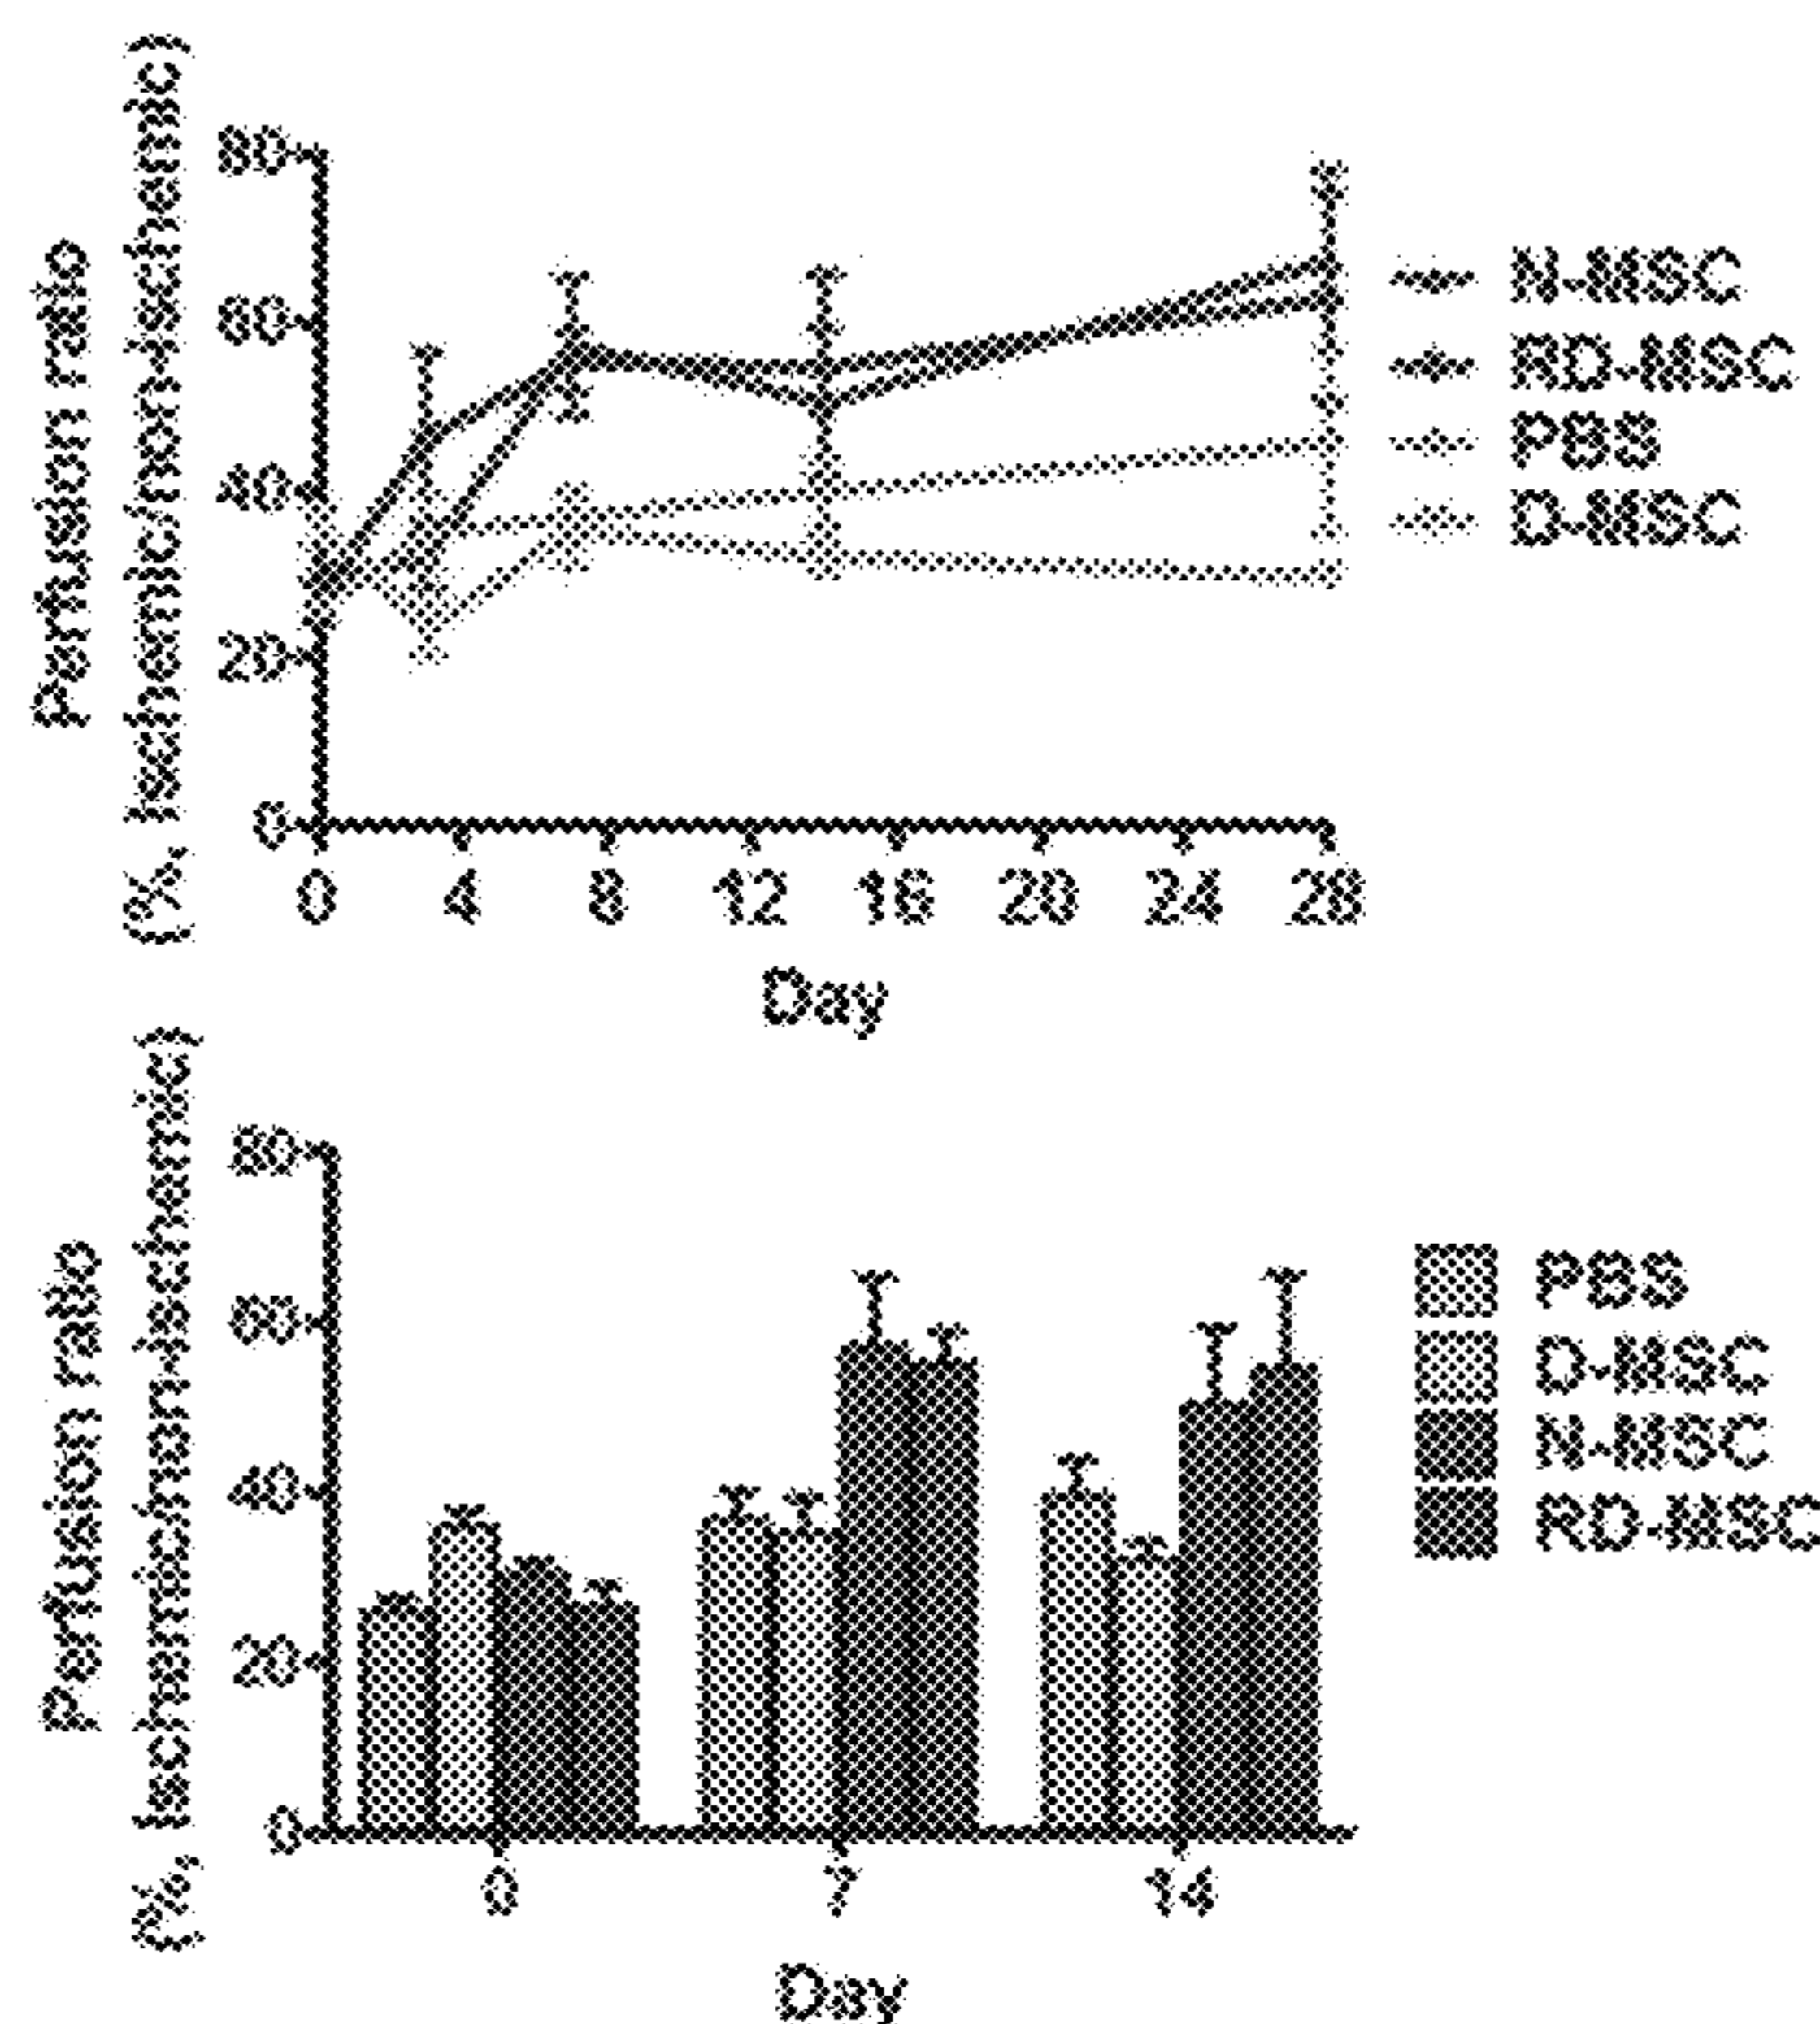 Perfusion ratio
(%, Ischemic/non-ischemic)
80
60
40
20
0
0 4 8 12 16 20 24 28
Day
N-MSC
RD-MSC
PBS
D-MSC
Perfusion ratio
(%, Ischemic/non-ischemic)
80
60
40
20
0
0 7 14
Day
PBS
D-MSC
N-MSC
RD-MSC